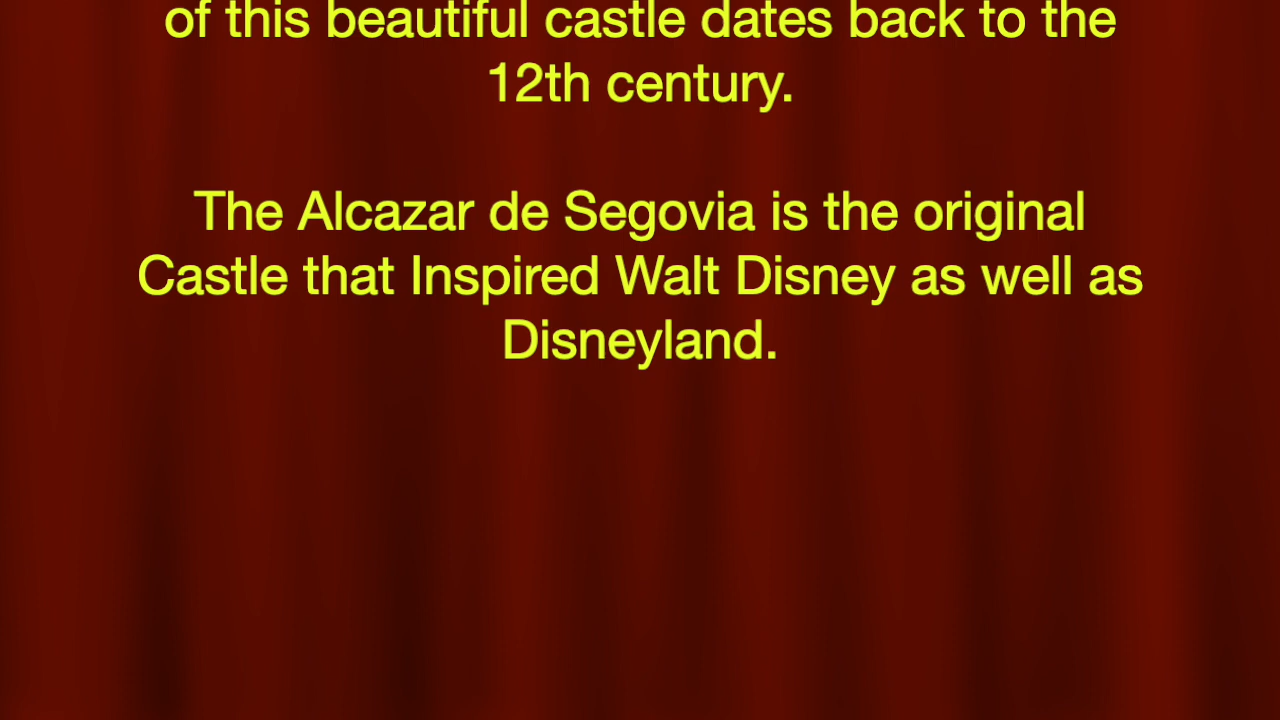 of this beautiful castle dates back to the
12th century.
The Alcazar de Segovia is the original
Castle that Inspired Walt Disney as well as
Disneyland.